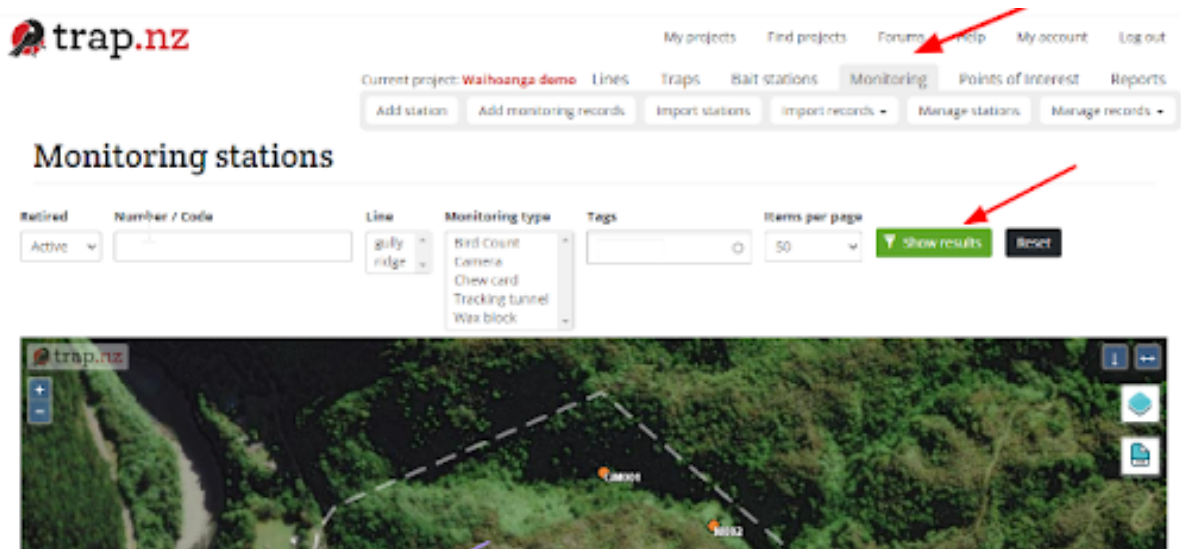 trap.nz
My projects Find projects Forums Help My account Log out
Current project: Waihoanga demo Lines Traps Bait stations Monitoring Points of Interest Reports
Add station Add monitoring records Import stations Import records Manage stations Manage records
Monitoring stations
Retired Number / Code Line Monitoring type Tags Items per page
Active gully Bird Count 50 Show results Reset
ridge Camera
Chew card
Tracking tunnel
Wax block
trap.nz